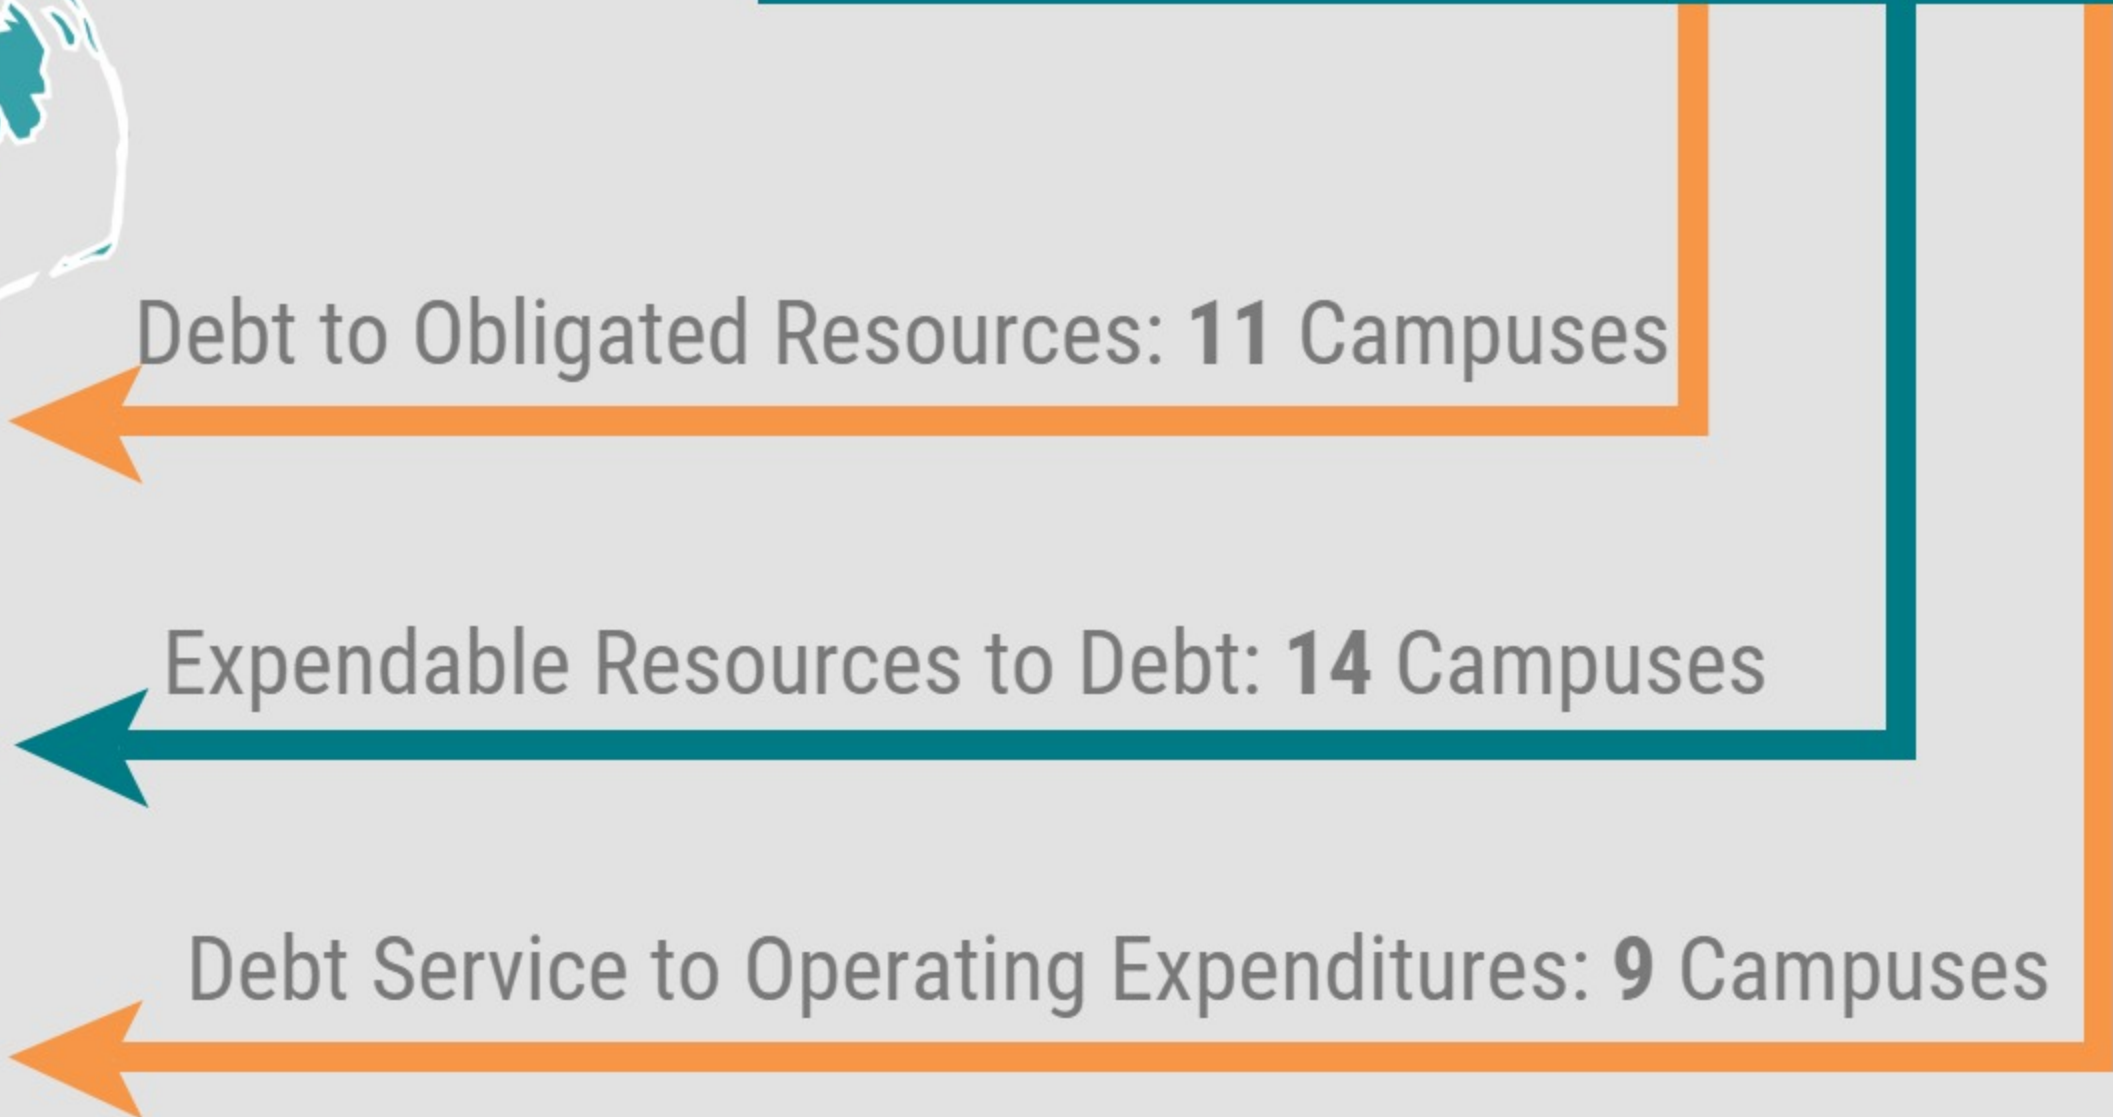 Debt to Obligated Resources: 11 Campuses
Expendable Resources to Debt: 14 Campuses
Debt Service to Operating Expenditures: 9 Campuses